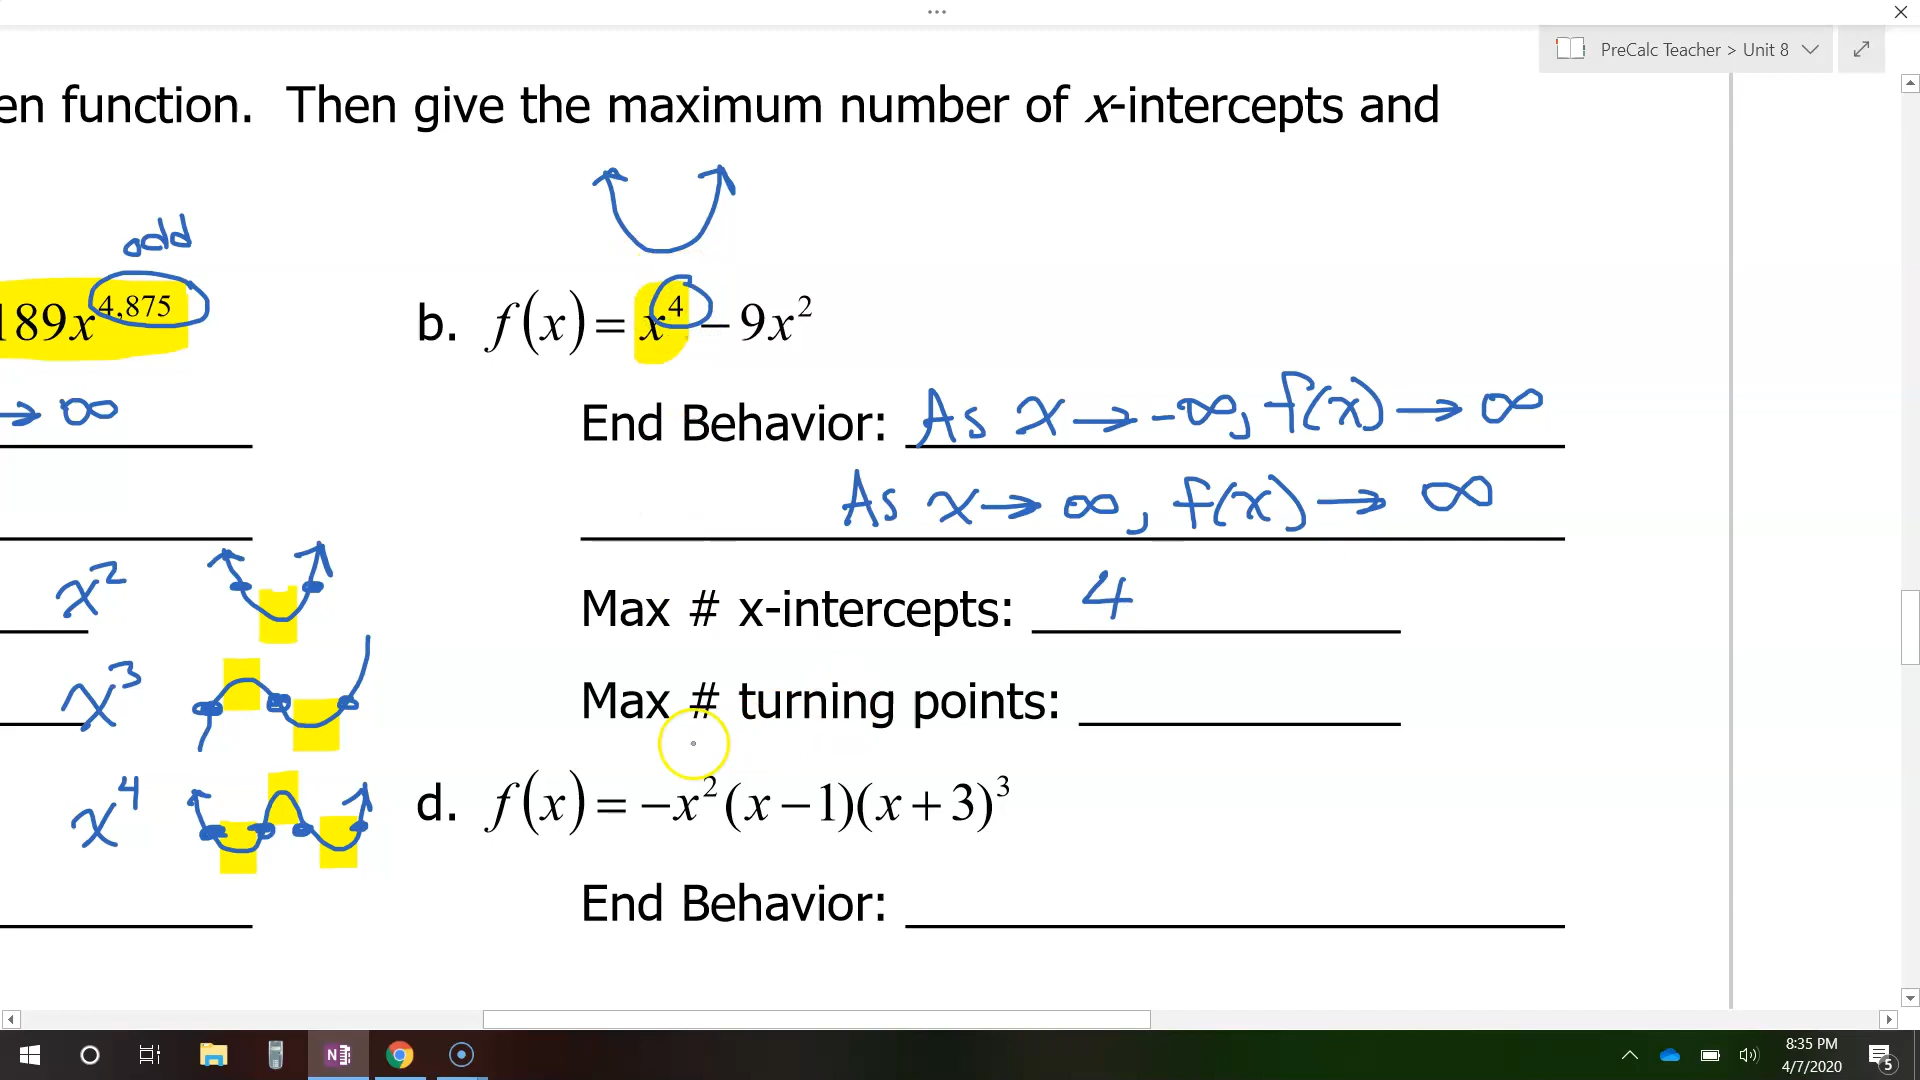 PreCalc Teacher > Unit 8
en function. Then give the maximum number of x-intercepts and
odd
189x^4,875
b. f(x) = x^4 − 9x^2
→ ∞
End Behavior: As x → -∞, f(x) → ∞
As x → ∞, f(x) → ∞
x^2
Max # x-intercepts: 4
x^3
Max # turning points:
x^4
d. f(x) = −x^2(x − 1)(x + 3)^3
End Behavior:
8:35 PM
4/7/2020
5